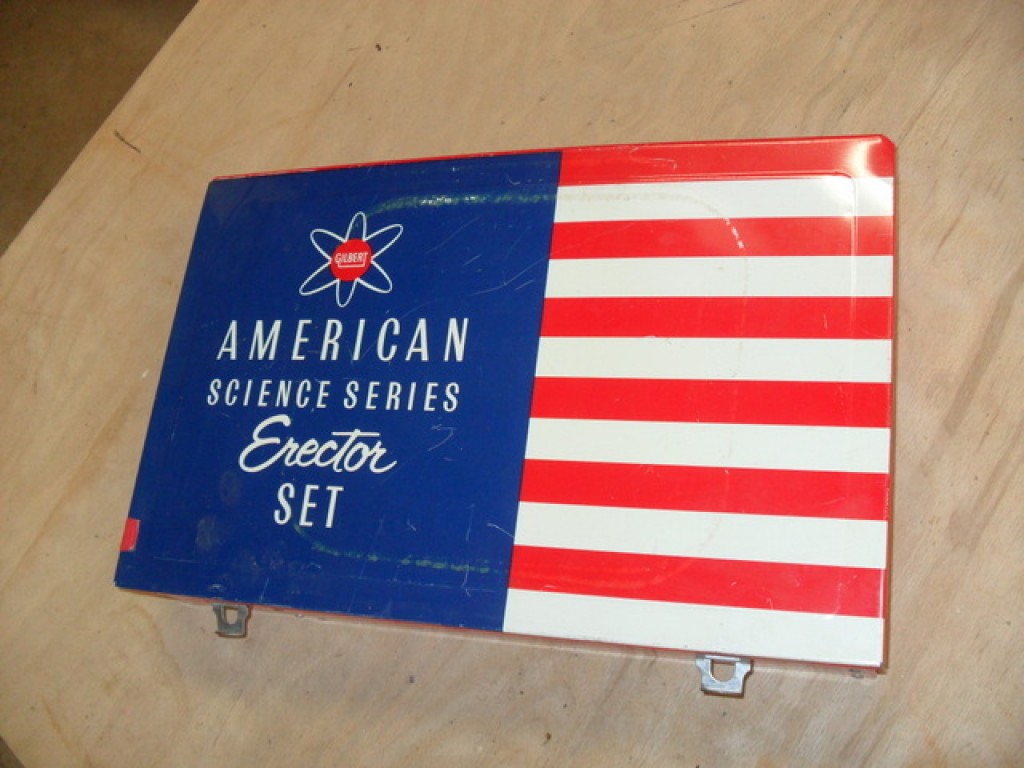 GILBERT
AMERICAN
SCIENCE SERIES
Erector
SET